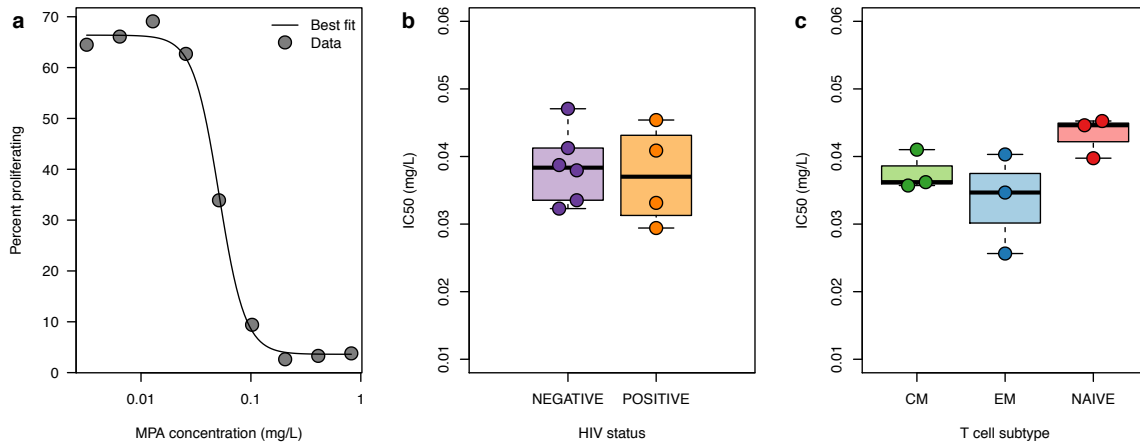 a
Percent proliferating
70
60
50
40
30
20
10
0
Best fit
Data
0.01
0.1
1
MPA concentration (mg/L)
b
IC50 (mg/L)
0.06
0.05
0.04
0.03
0.02
0.01
NEGATIVE
POSITIVE
HIV status
c
IC50 (mg/L)
0.06
0.05
0.04
0.03
0.02
0.01
CM
EM
NAIVE
T cell subtype